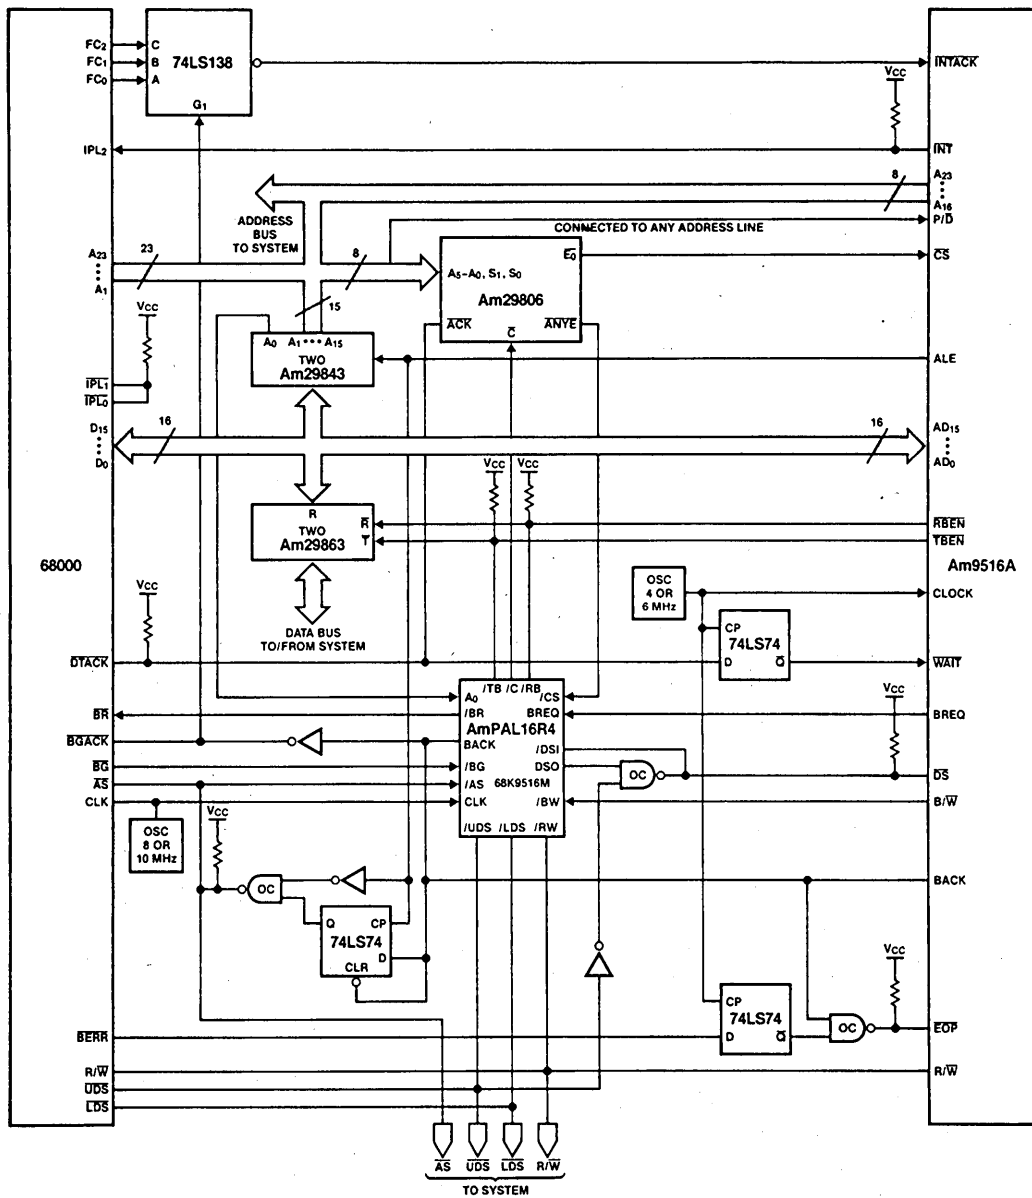 FC2
C
FC1
B
74LS138
FC0
A
INTACK
G1
VCC
IPL2
INT
8
A23
A16
ADDRESS
BUS
TO SYSTEM
P/D
CONNECTED TO ANY ADDRESS LINE
A23
23
8
E0
CS
A1
A5–A0, S1, S0
Am29806
15
VCC
ACK
C
ANYE
A0
A1
A15
TWO
Am29843
ALE
IPL1
IPL0
D15
16
16
AD15
D0
AD0
VCC
VCC
R
TWO
R
RBEN
Am29863
T
TBEN
68000
Am9516A
VCC
OSC
4 OR
6 MHz
CLOCK
DATA BUS
TO/FROM SYSTEM
CP
74LS74
DTACK
D
Q
WAIT
/TB
/C
/RB
A0
/CS
VCC
BR
/BR
BREQ
BREQ
AmPAL16R4
BGACK
BACK
/DSI
BG
/BG
DSO
OC
DS
AS
/AS
68K9516M
CLK
CLK
/BW
B/W
VCC
OSC
8 OR
10 MHz
/UDS
/LDS
/RW
OC
BACK
Q
CP
74LS74
D
CLR
VCC
CP
74LS74
OC
EOP
BERR
D
Q
R/W
R/W
UDS
LDS
AS
UDS
LDS
R/W
TO SYSTEM